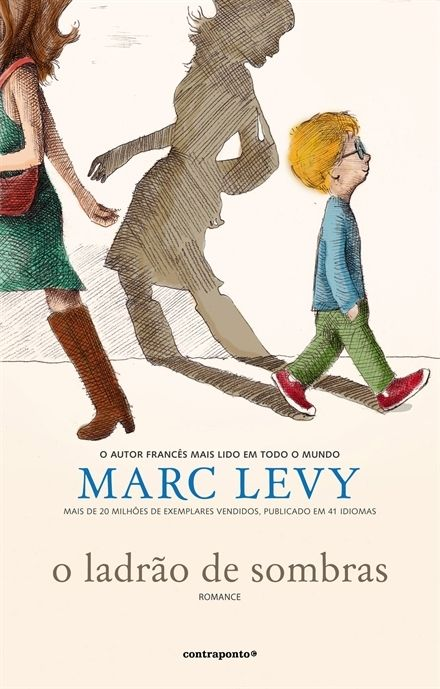 O AUTOR FRANCÊS MAIS LIDO EM TODO O MUNDO
MARC LEVY
MAIS DE 20 MILHÕES DE EXEMPLARES VENDIDOS, PUBLICADO EM 41 IDIOMAS
o ladrão de sombras
ROMANCE
contraponto